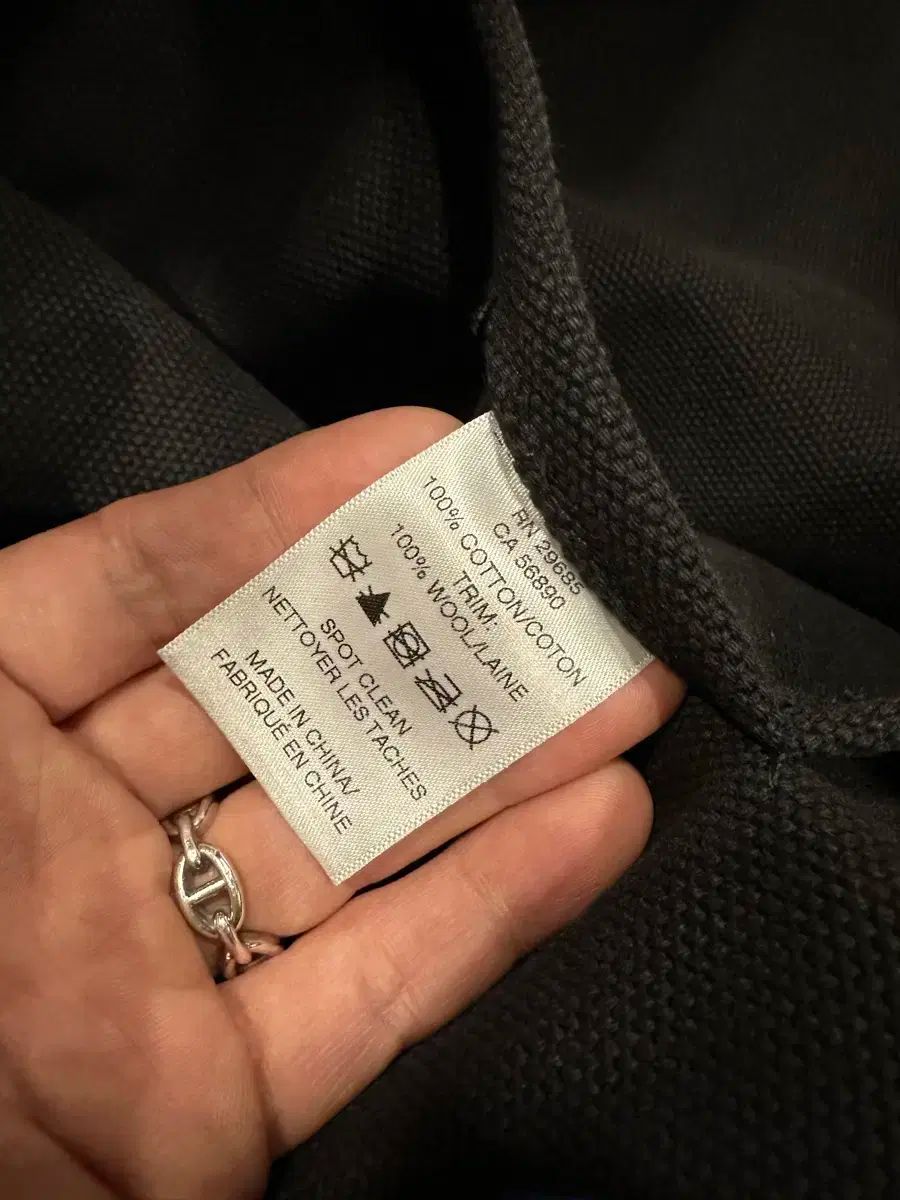 RN 29685
CA 56890
100% COTTON/COTON
TRIM:
100% WOOL/LAINE
SPOT CLEAN
NETTOYER LES TACHES
MADE IN CHINA/
FABRIQUÉ EN CHINE